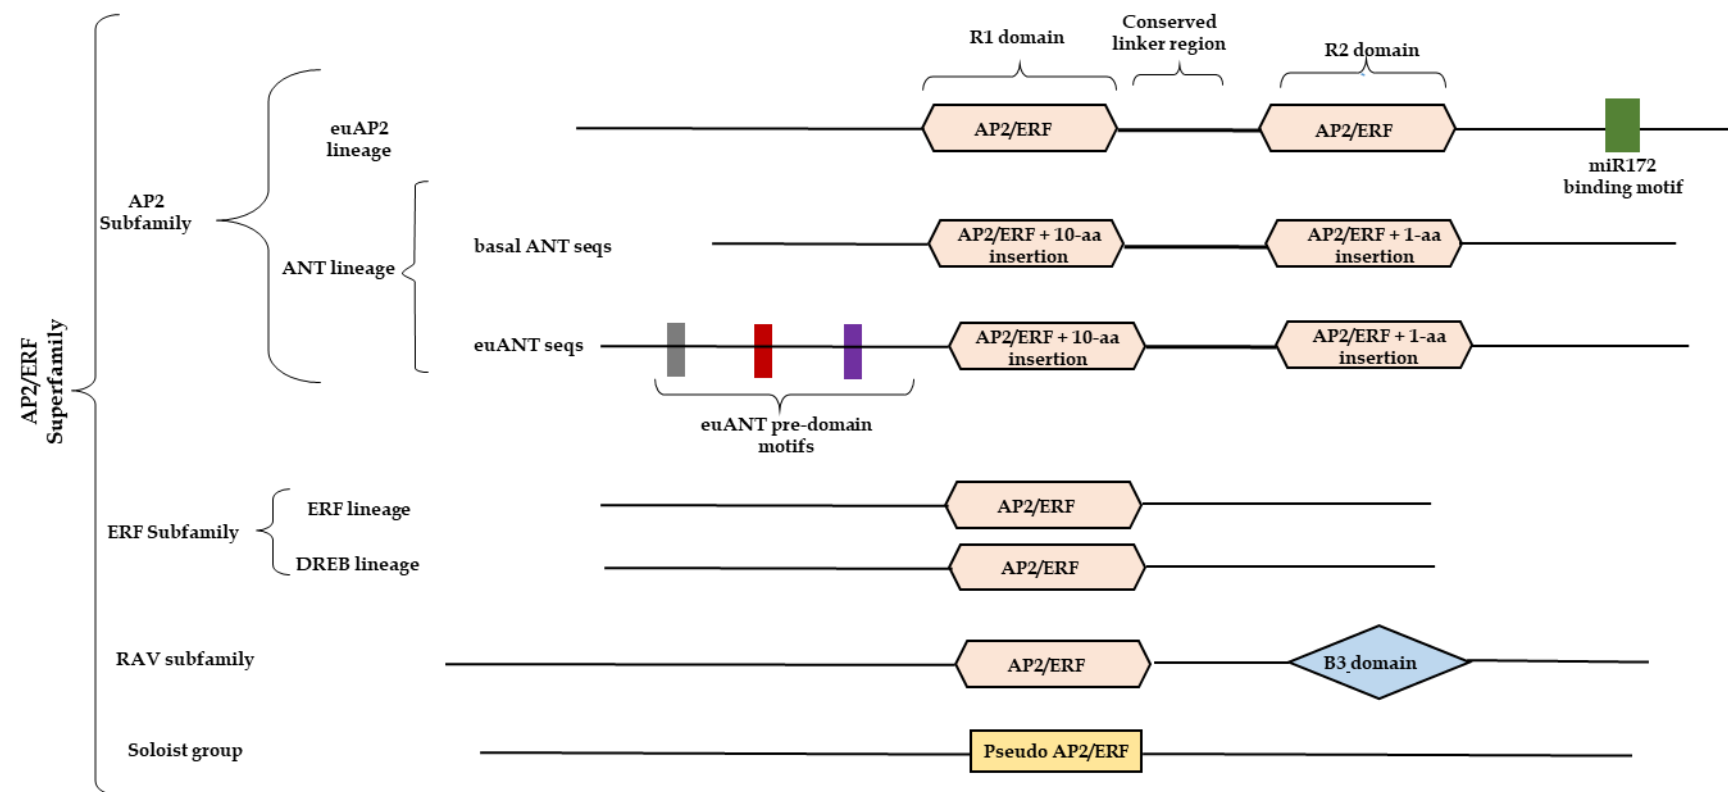 R1 domain
Conserved
linker region
R2 domain
euAP2
lineage
AP2/ERF
AP2/ERF
miR172
binding motif
AP2
Subfamily
ANT lineage
basal ANT seqs
AP2/ERF + 10-aa
insertion
AP2/ERF + 1-aa
insertion
euANT seqs
AP2/ERF + 10-aa
insertion
AP2/ERF + 1-aa
insertion
euANT pre-domain
motifs
AP2/ERF
Superfamily
ERF Subfamily
ERF lineage
AP2/ERF
DREB lineage
AP2/ERF
RAV subfamily
AP2/ERF
B3 domain
Soloist group
Pseudo AP2/ERF